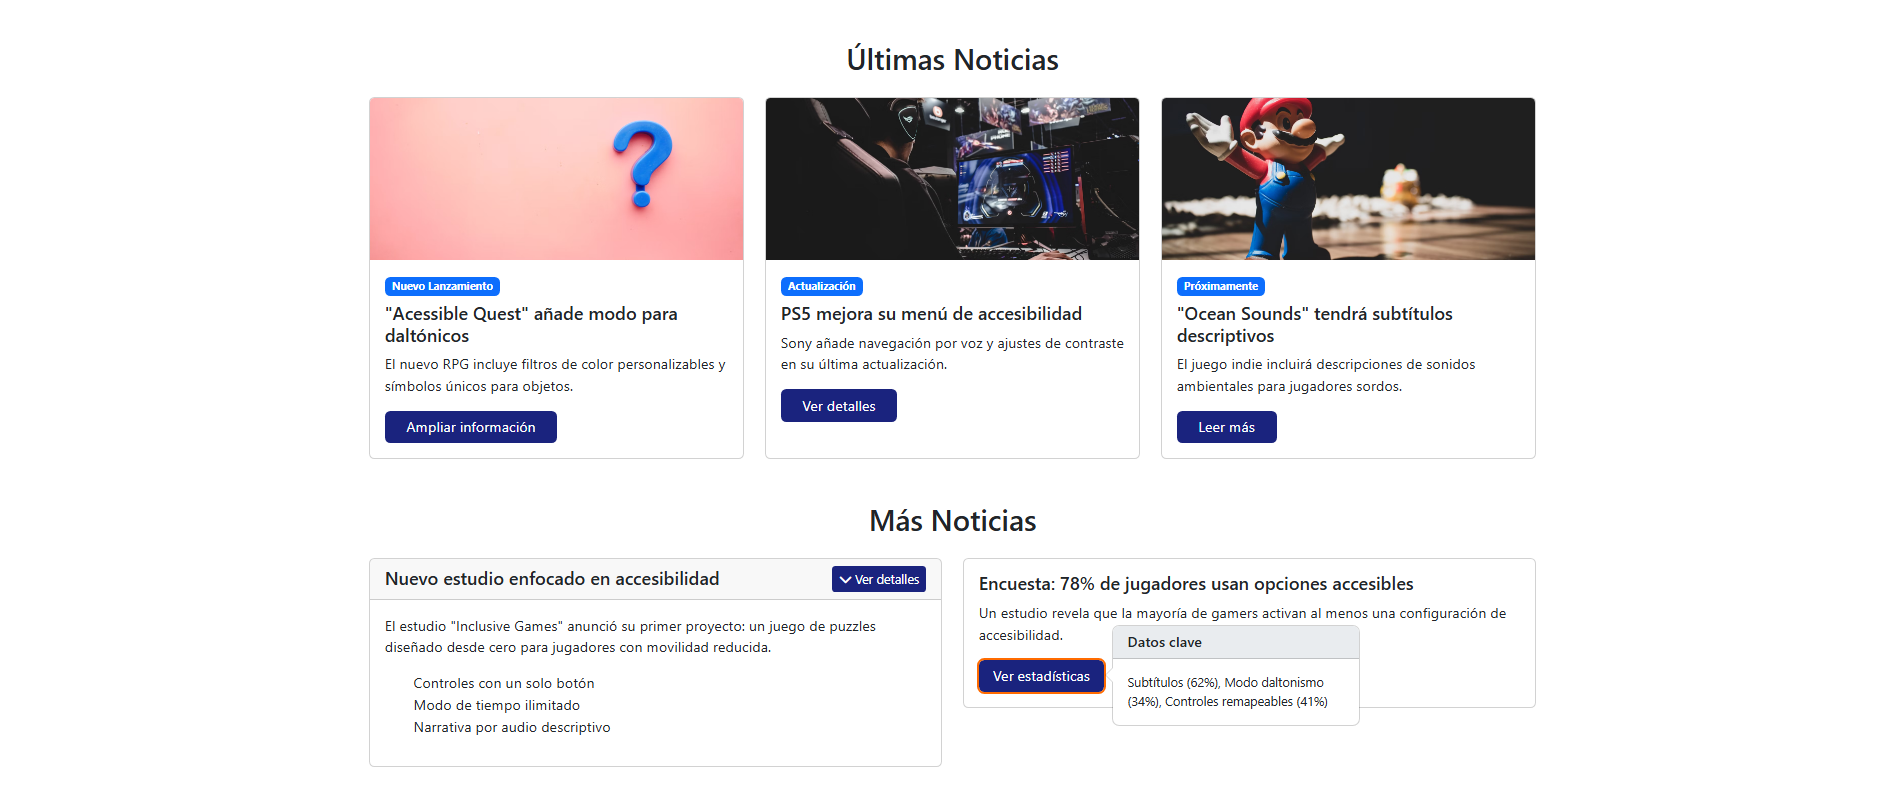 Últimas Noticias
Nuevo Lanzamiento
"Acessible Quest" añade modo para
daltónicos
El nuevo RPG incluye filtros de color personalizables y
símbolos únicos para objetos.
Ampliar información
Actualización
PS5 mejora su menú de accesibilidad
Sony añade navegación por voz y ajustes de contraste
en su última actualización.
Ver detalles
Próximamente
"Ocean Sounds" tendrá subtítulos
descriptivos
El juego indie incluirá descripciones de sonidos
ambientales para jugadores sordos.
Leer más
Más Noticias
Nuevo estudio enfocado en accesibilidad
Ver detalles
El estudio "Inclusive Games" anunció su primer proyecto: un juego de puzzles
diseñado desde cero para jugadores con movilidad reducida.
Controles con un solo botón
Modo de tiempo ilimitado
Narrativa por audio descriptivo
Encuesta: 78% de jugadores usan opciones accesibles
Un estudio revela que la mayoría de gamers activan al menos una configuración de
accesibilidad.
Ver estadísticas
Datos clave
Subtítulos (62%), Modo daltonismo
(34%), Controles remapeables (41%)